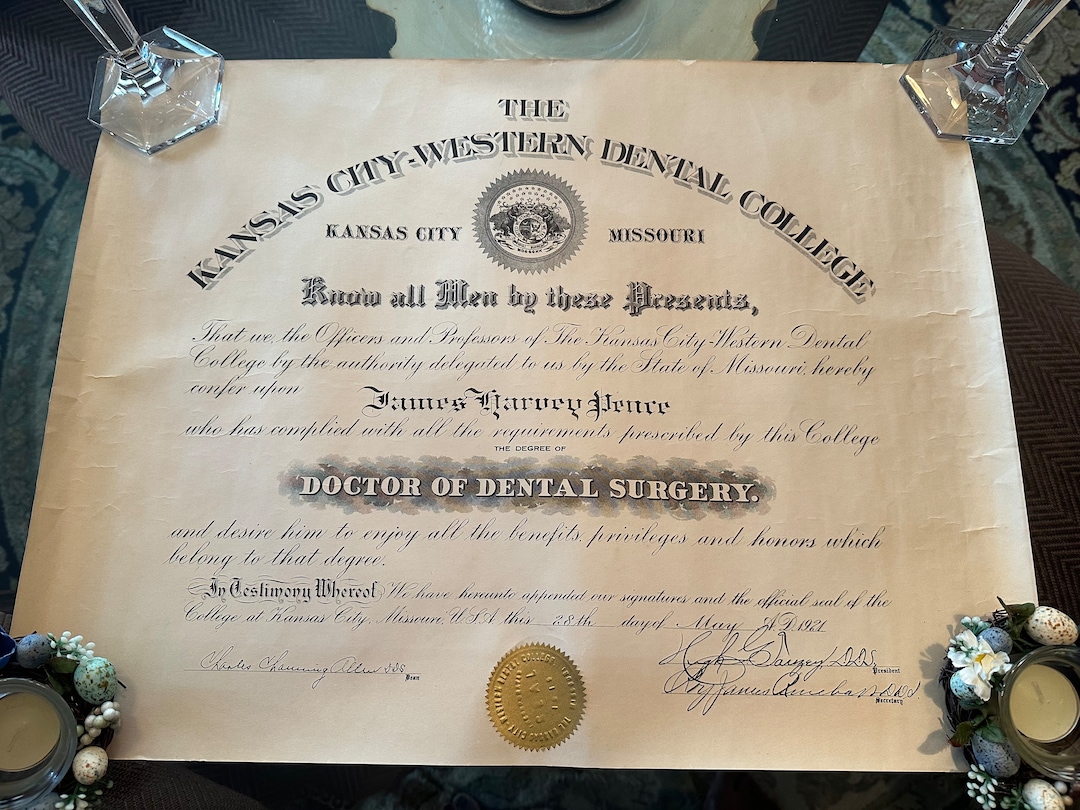 THE
KANSAS CITY-WESTERN DENTAL COLLEGE
KANSAS CITY MISSOURI
Know all Men by these Presents,
That we, the Officers and Professors of The Kansas City-Western Dental
College by the authority delegated to us by the State of Missouri, hereby
confer upon
James Harvey Pence
who has complied with all the requirements prescribed by this College
THE DEGREE OF
DOCTOR OF DENTAL SURGERY.
and desire him to enjoy all the benefits, privileges and honors which
belong to that degree.
In Testimony Whereof We have hereunto appended our signatures and the official seal of the
College at Kansas City, Missouri, U.S.A. this 28th day of May A.D. 1921
Charles Channing Allen DDS
Dean
D.D.S.
President
Roy James Rinehart D.D.S.
Secretary
SEAL